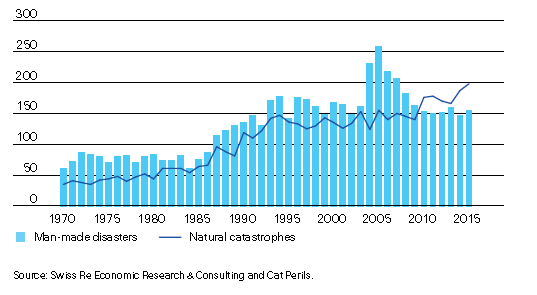 300
250
200
150
100
50
0
1970 1975 1980 1985 1990 1995 2000 2005 2010 2015
Man-made disasters Natural catastrophes
Source: Swiss Re Economic Research & Consulting and Cat Perils.